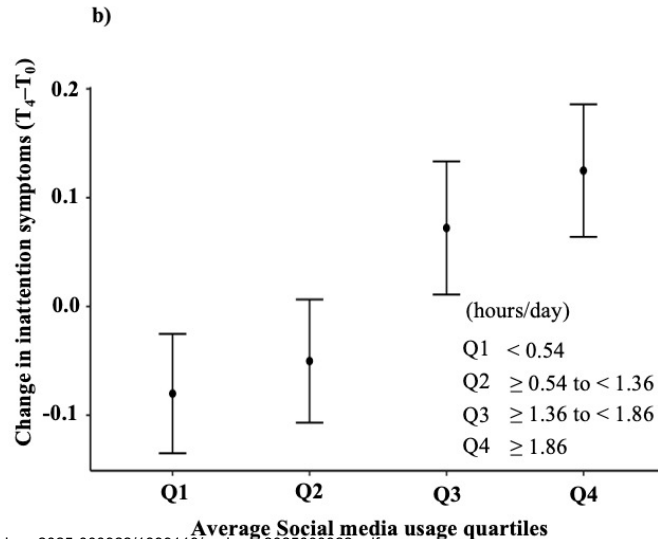 b)
Change in inattention symptoms (T₄–T₀)
0.2
0.1
0.0
-0.1
(hours/day)
Q1 < 0.54
Q2 ≥ 0.54 to < 1.36
Q3 ≥ 1.36 to < 1.86
Q4 ≥ 1.86
Q1 Q2 Q3 Q4
Average Social media usage quartiles